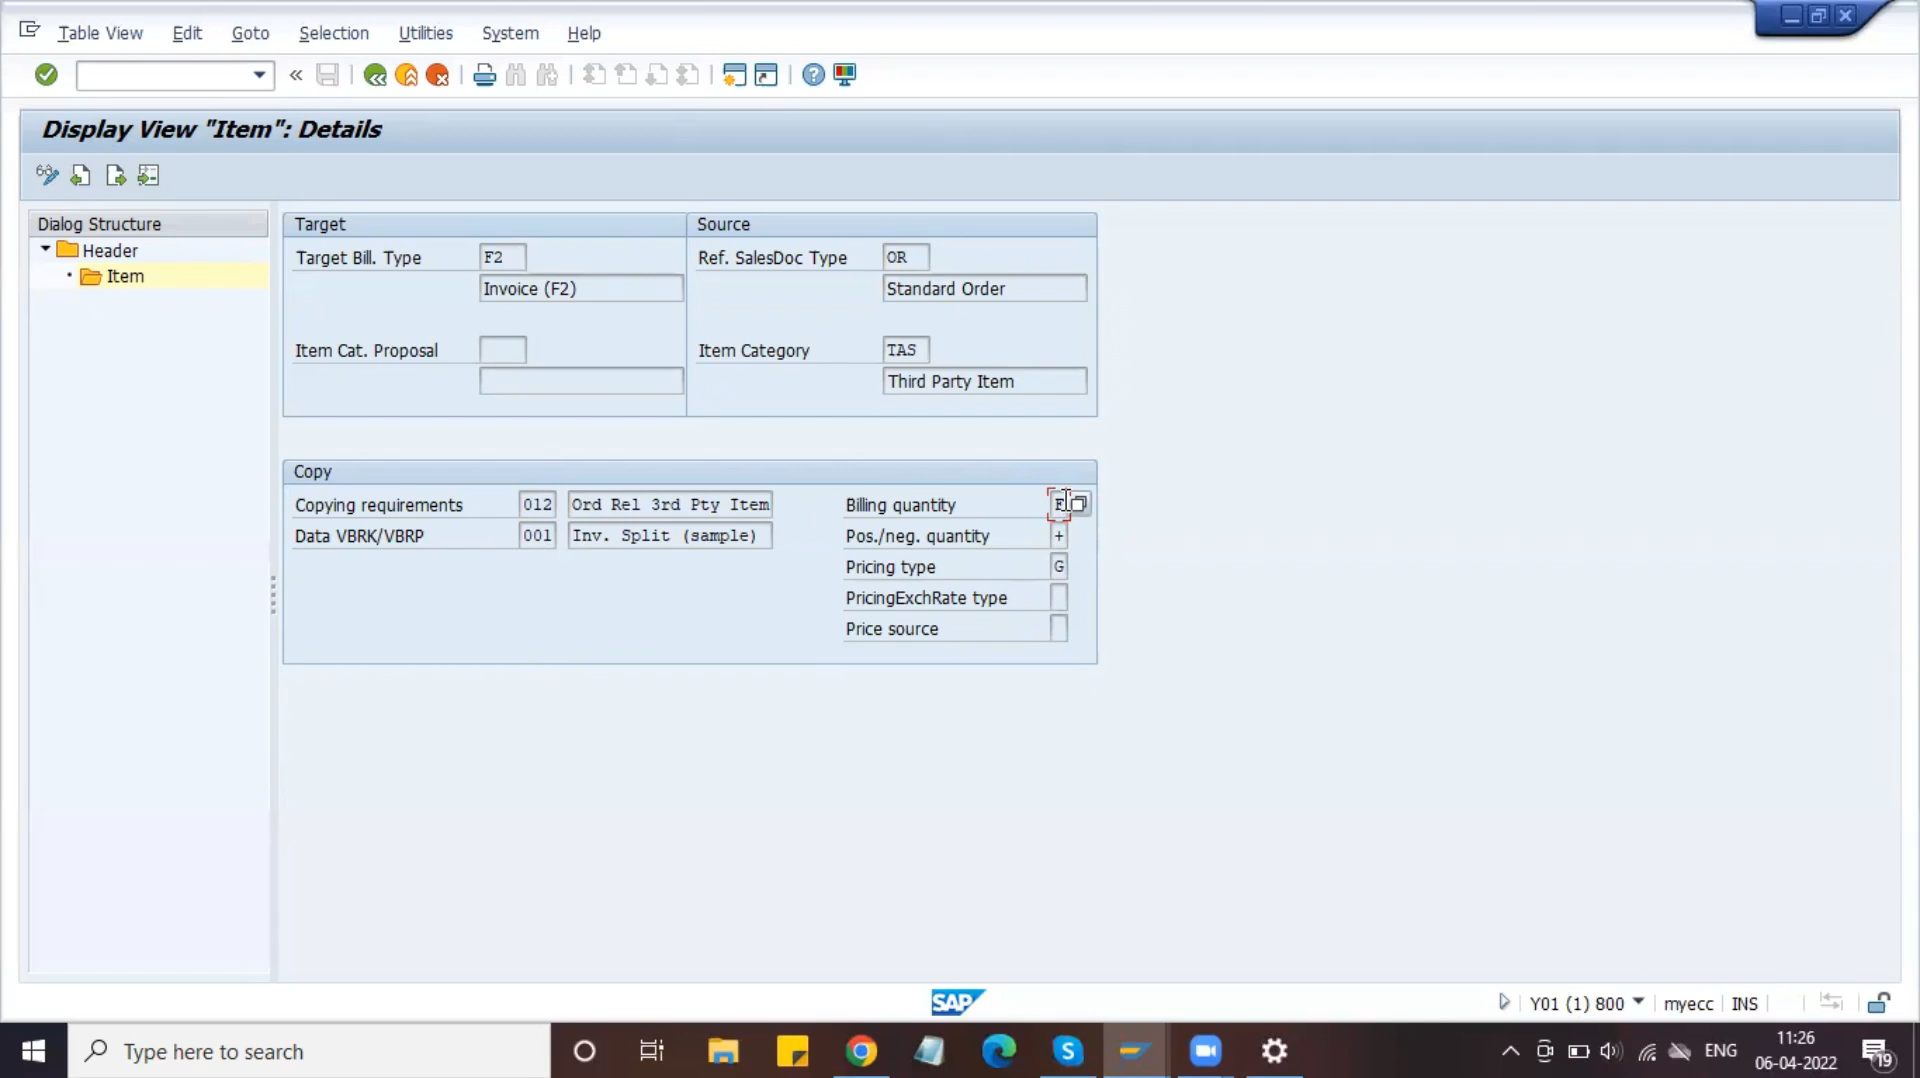 Table View Edit Goto Selection Utilities System Help
Display View "Item": Details
Dialog Structure
Header
Item
Target
Source
Target Bill. Type F2
Ref. SalesDoc Type OR
Invoice (F2)
Standard Order
Item Cat. Proposal
Item Category TAS
Third Party Item
Copy
Copying requirements 012 Ord Rel 3rd Pty Item
Billing quantity F
Data VBRK/VBRP 001 Inv. Split (sample)
Pos./neg. quantity +
Pricing type G
PricingExchRate type
Price source
SAP
Y01 (1) 800 myecc INS
Type here to search
ENG
11:26
06-04-2022
19